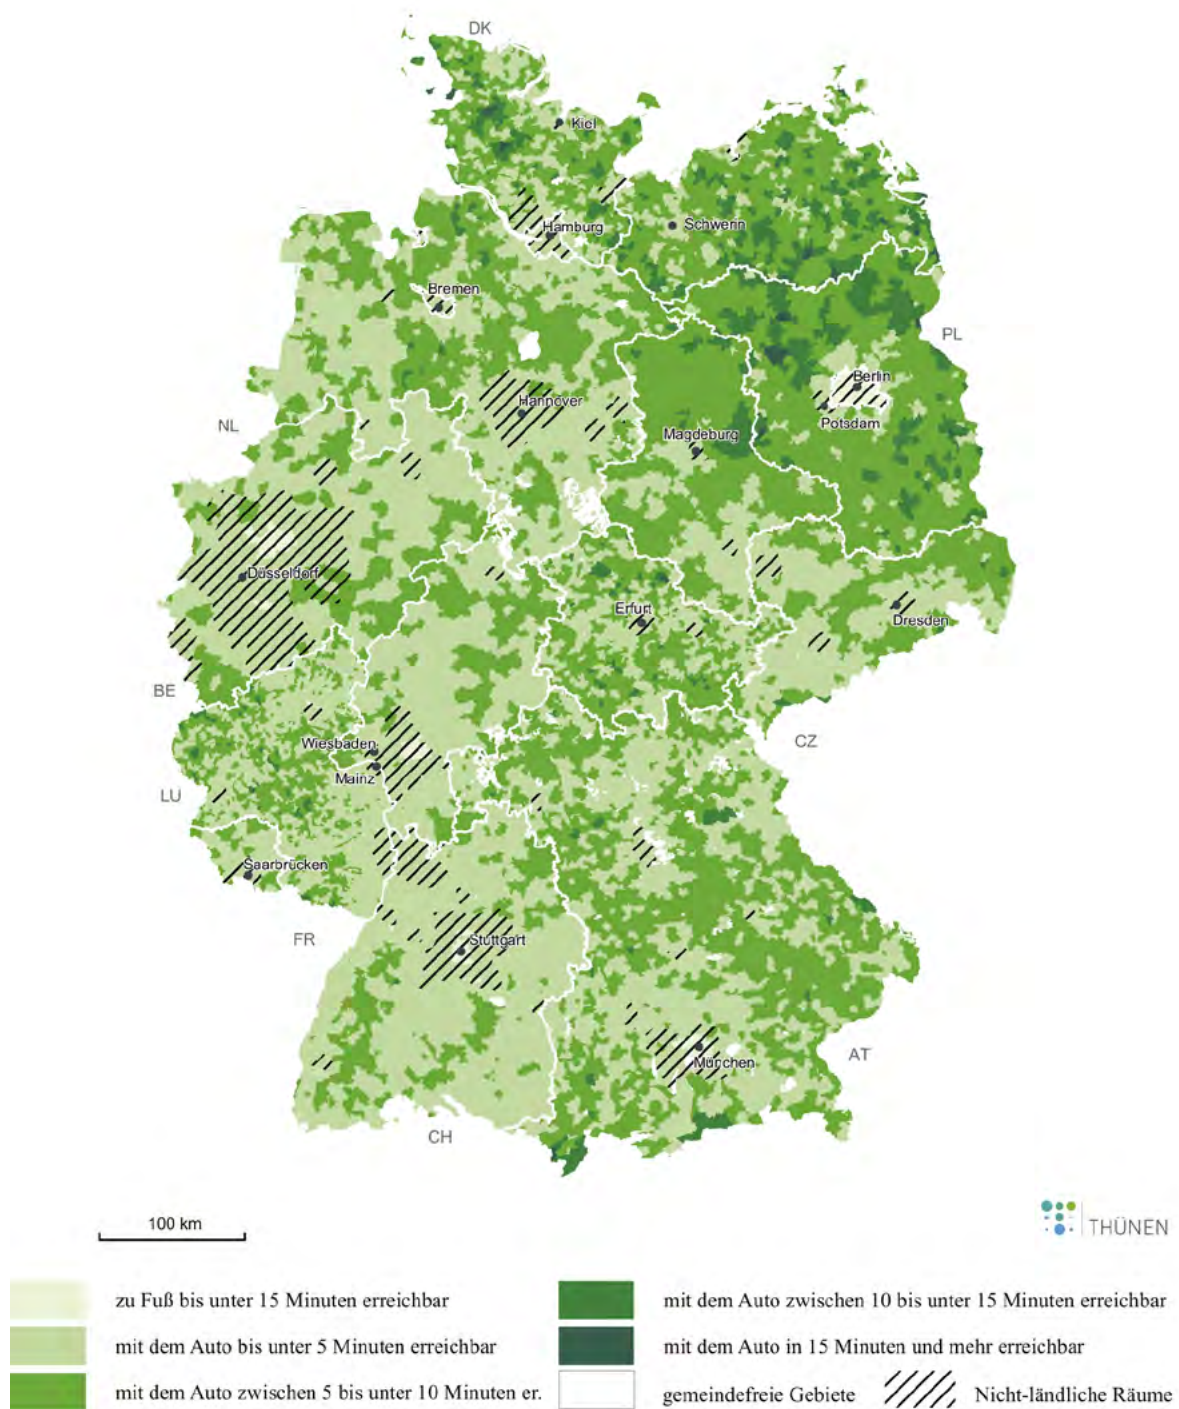 DK
Kiel
Hamburg
Schwerin
Bremen
PL
Berlin
Hannover
Potsdam
NL
Magdeburg
Düsseldorf
Erfurt
Dresden
BE
Wiesbaden
CZ
Mainz
LU
Saarbrücken
FR
Stuttgart
AT
München
CH
100 km
THÜNEN
zu Fuß bis unter 15 Minuten erreichbar
mit dem Auto bis unter 5 Minuten erreichbar
mit dem Auto zwischen 5 bis unter 10 Minuten er.
mit dem Auto zwischen 10 bis unter 15 Minuten erreichbar
mit dem Auto in 15 Minuten und mehr erreichbar
gemeindefreie Gebiete
Nicht-ländliche Räume